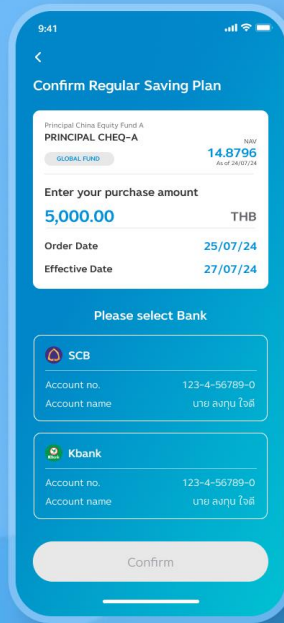 9:41
Confirm Regular Saving Plan
Principal China Equity Fund A
PRINCIPAL CHEQ-A
NAV
GLOBAL FUND
14.8796
As of 24/07/24
Enter your purchase amount
5,000.00 THB
Order Date 25/07/24
Effective Date 27/07/24
Please select Bank
SCB
Account no. 123-4-56789-0
Account name นาย ลงทุน ใจดี
Kbank
Account no. 123-4-56789-0
Account name นาย ลงทุน ใจดี
Confirm